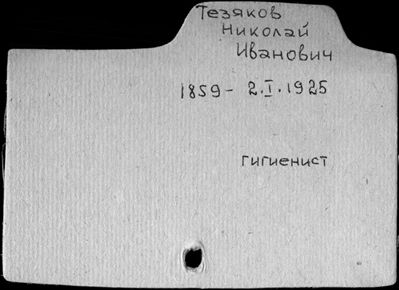 Тезяков
Николай
Иванович
1859- 2.I.1925
гигиенист